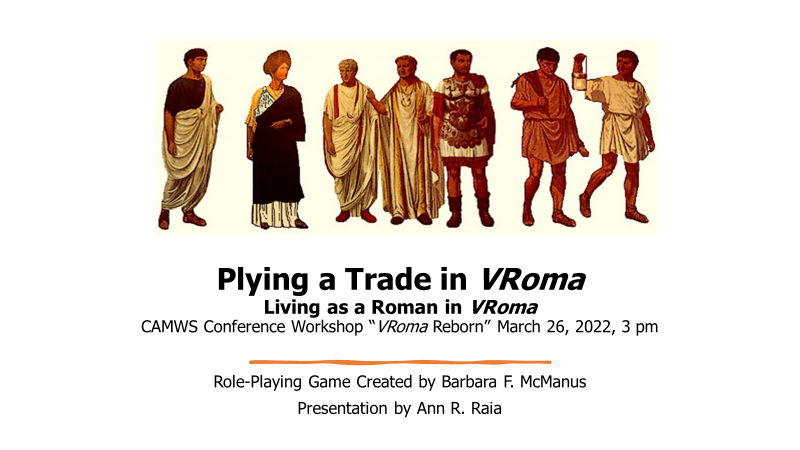 Plying a Trade in VRoma
Living as a Roman in VRoma
CAMWS Conference Workshop “VRoma Reborn” March 26, 2022, 3 pm
Role-Playing Game Created by Barbara F. McManus
Presentation by Ann R. Raia